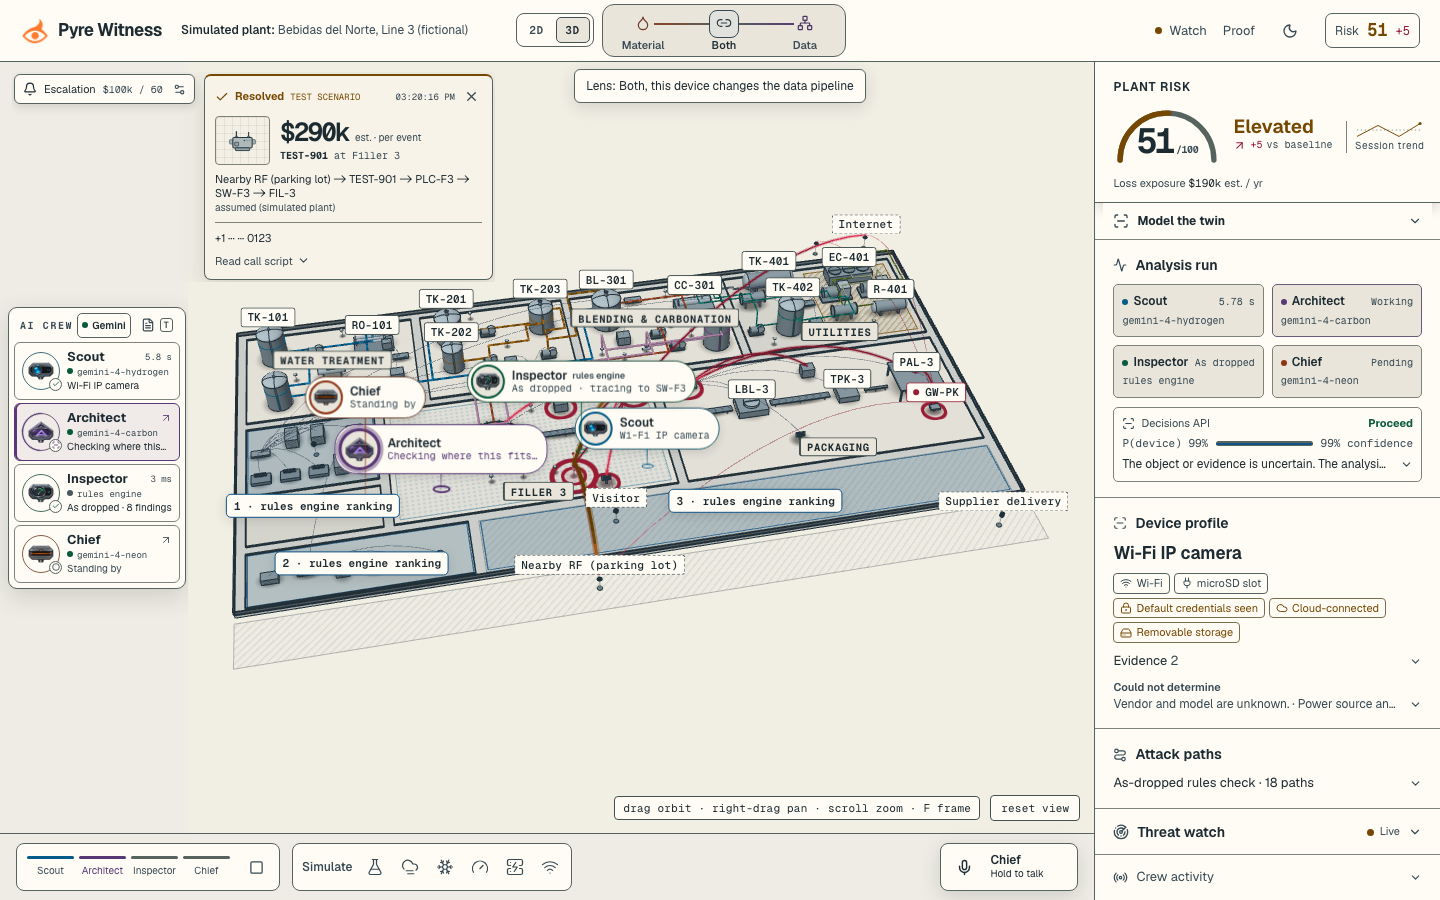 Pyre Witness
Simulated plant: Bebidas del Norte, Line 3 (fictional)
2D 3D
Material Both Data
Watch Proof
Risk 51 +5
Escalation $100k / 60
Resolved TEST SCENARIO 03:20:16 PM
$290k est. · per event
TEST-901 at Filler 3
Nearby RF (parking lot) → TEST-901 → PLC-F3 →
SW-F3 → FIL-3
assumed (simulated plant)
+1 ··· ··· 0123
Read call script
Lens: Both, this device changes the data pipeline
AI CREW Gemini T
Scout 5.8 s
gemini-4-hydrogen
Wi-Fi IP camera
Architect
gemini-4-carbon
Checking where this...
Inspector 3 ms
rules engine
As dropped · 8 findings
Chief
gemini-4-neon
Standing by
Internet
TK-401
EC-401
TK-402
R-401
CC-301
BL-301
TK-203
TK-201
TK-202
TK-101
RO-101
BLENDING & CARBONATION
UTILITIES
WATER TREATMENT
PAL-3
TPK-3
LBL-3
GW-PK
PACKAGING
Inspector rules engine
As dropped · tracing to SW-F3
Chief
Standing by
Scout
Wi-Fi IP camera
Architect
Checking where this fits…
FILLER 3
Visitor
1 · rules engine ranking
2 · rules engine ranking
3 · rules engine ranking
Supplier delivery
Nearby RF (parking lot)
drag orbit · right-drag pan · scroll zoom · F frame
reset view
Scout Architect Inspector Chief
Simulate
Chief
Hold to talk
PLANT RISK
51/100
Elevated
+5 vs baseline
Session trend
Loss exposure $190k est. / yr
Model the twin
Analysis run
Scout 5.78 s
gemini-4-hydrogen
Architect Working
gemini-4-carbon
Inspector As dropped
rules engine
Chief Pending
gemini-4-neon
Decisions API Proceed
P(device) 99% 99% confidence
The object or evidence is uncertain. The analysi...
Device profile
Wi-Fi IP camera
Wi-Fi microSD slot
Default credentials seen Cloud-connected
Removable storage
Evidence 2
Could not determine
Vendor and model are unknown. · Power source an...
Attack paths
As-dropped rules check · 18 paths
Threat watch Live
Crew activity